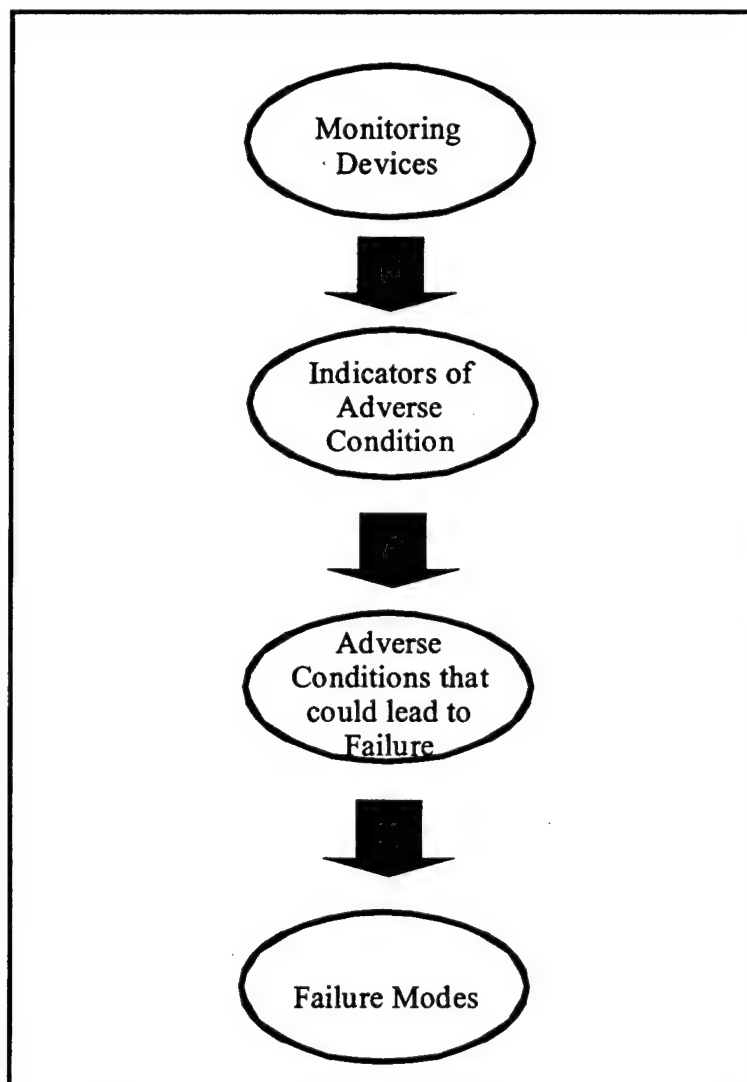 Monitoring
Devices
Indicators of
Adverse
Condition
Adverse
Conditions that
could lead to
Failure
Failure Modes